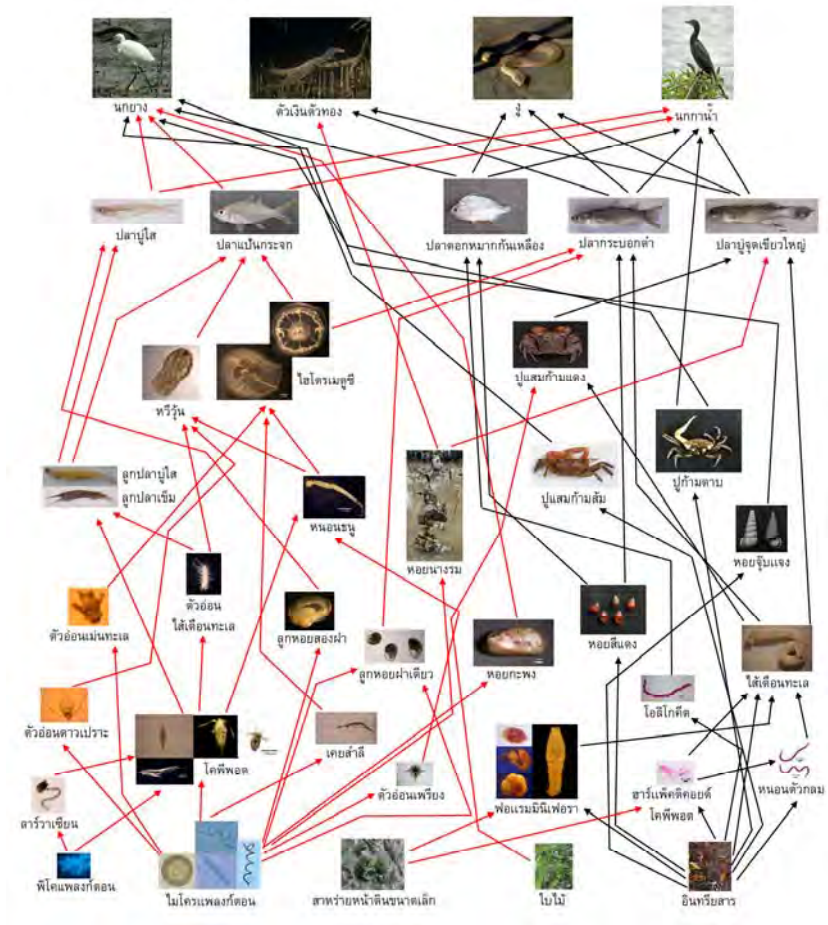 นกยาง
ตัวเงินตัวทอง
งู
นกกาน้ำ
ปลาบู่ใส
ปลาแป้นกระจก
ปลาดอกหมากกันเหลือง
ปลากระบอกดำ
ปลาบู่จุดเขียวใหญ่
หวีวุ้น
ไฮโดรเมดูซี
ปูแสมก้ามแดง
ลูกปลาบู่ใส
ลูกปลาเข็ม
หนอนธนู
หอยนางรม
ปูแสมก้ามส้ม
ปูก้ามดาบ
หอยจุ๊บแจง
ตัวอ่อนเม่นทะเล
ตัวอ่อน
ไส้เดือนทะเล
ลูกหอยสองฝา
ลูกหอยฝาเดียว
หอยกะพง
หอยสีแดง
ไส้เดือนทะเล
ตัวอ่อนดาวเปราะ
โคพีพอด
เคยสำลี
ตัวอ่อนเพรียง
ฟอแรมมินิเฟอรา
โอลิโกคีต
ฮาร์แพคติคอยด์
โคพีพอด
หนอนตัวกลม
ลาร์วาเซียน
พิโคแพลงก์ตอน
ไมโครแพลงก์ตอน
สาหร่ายหน้าดินขนาดเล็ก
ใบไม้
อินทรียสาร